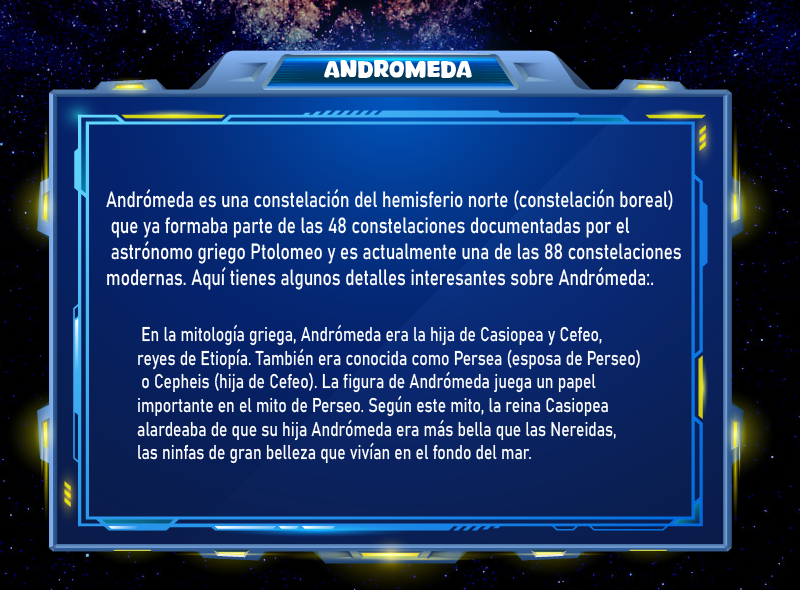 ANDROMEDA
Andrómeda es una constelación del hemisferio norte (constelación boreal)
que ya formaba parte de las 48 constelaciones documentadas por el
astrónomo griego Ptolomeo y es actualmente una de las 88 constelaciones
modernas. Aquí tienes algunos detalles interesantes sobre Andrómeda:.
En la mitología griega, Andrómeda era la hija de Casiopea y Cefeo,
reyes de Etiopía. También era conocida como Persea (esposa de Perseo)
o Cepheis (hija de Cefeo). La figura de Andrómeda juega un papel
importante en el mito de Perseo. Según este mito, la reina Casiopea
alardeaba de que su hija Andrómeda era más bella que las Nereidas,
las ninfas de gran belleza que vivían en el fondo del mar.